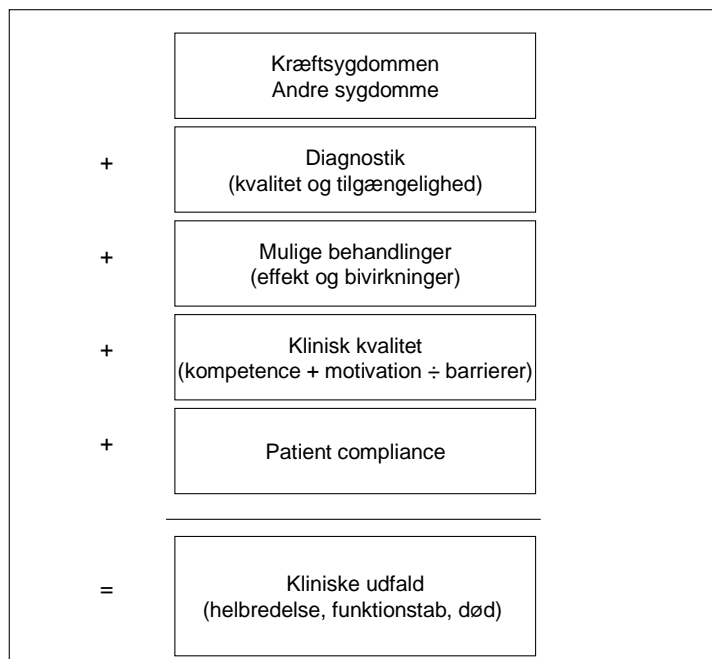 Kræftsygdommen
Andre sygdomme
+ Diagnostik
(kvalitet og tilgængelighed)
+ Mulige behandlinger
(effekt og bivirkninger)
+ Klinisk kvalitet
(kompetence + motivation ÷ barrierer)
+ Patient compliance
= Kliniske udfald
(helbredelse, funktionstab, død)